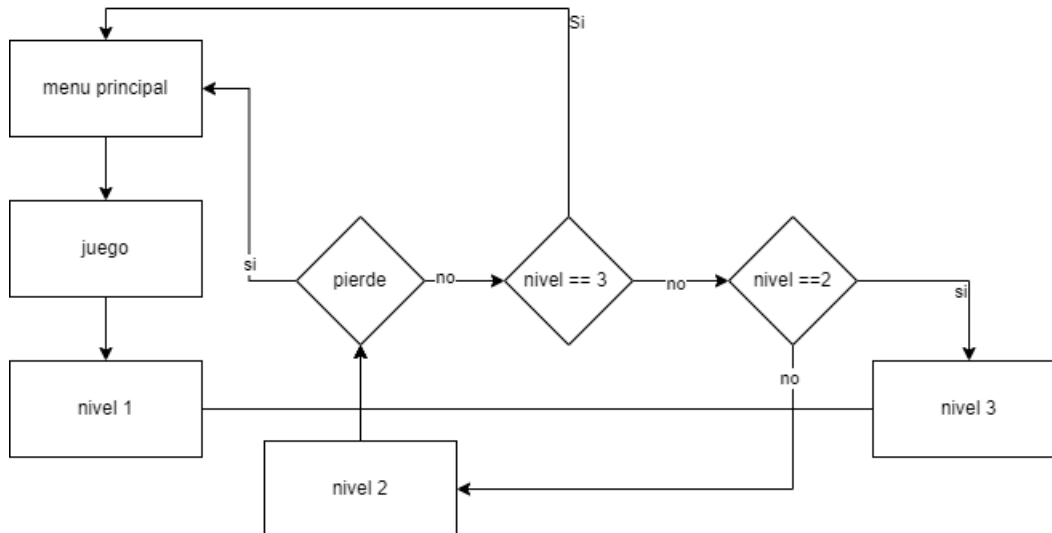 Si
menu principal
juego
si
pierde
no
nivel == 3
no
nivel ==2
si
no
nivel 1
nivel 3
nivel 2